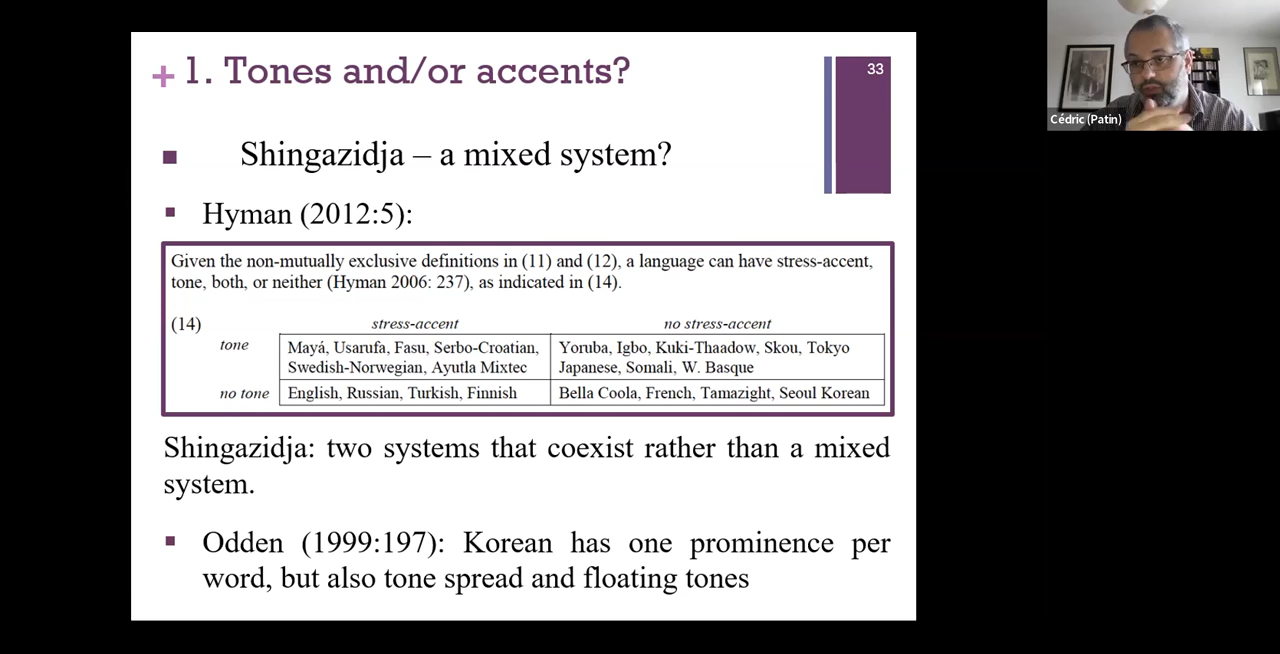 + 1. Tones and/or accents?
33
Cédric (Patin)
Shingazidja – a mixed system?
Hyman (2012:5):
Given the non-mutually exclusive definitions in (11) and (12), a language can have stress-accent,
tone, both, or neither (Hyman 2006: 237), as indicated in (14).
(14) stress-accent no stress-accent
tone Mayá, Usarufa, Fasu, Serbo-Croatian, Yoruba, Igbo, Kuki-Thaadow, Skou, Tokyo
Swedish-Norwegian, Ayutla Mixtec Japanese, Somali, W. Basque
no tone English, Russian, Turkish, Finnish Bella Coola, French, Tamazight, Seoul Korean
Shingazidja: two systems that coexist rather than a mixed
system.
Odden (1999:197): Korean has one prominence per
word, but also tone spread and floating tones